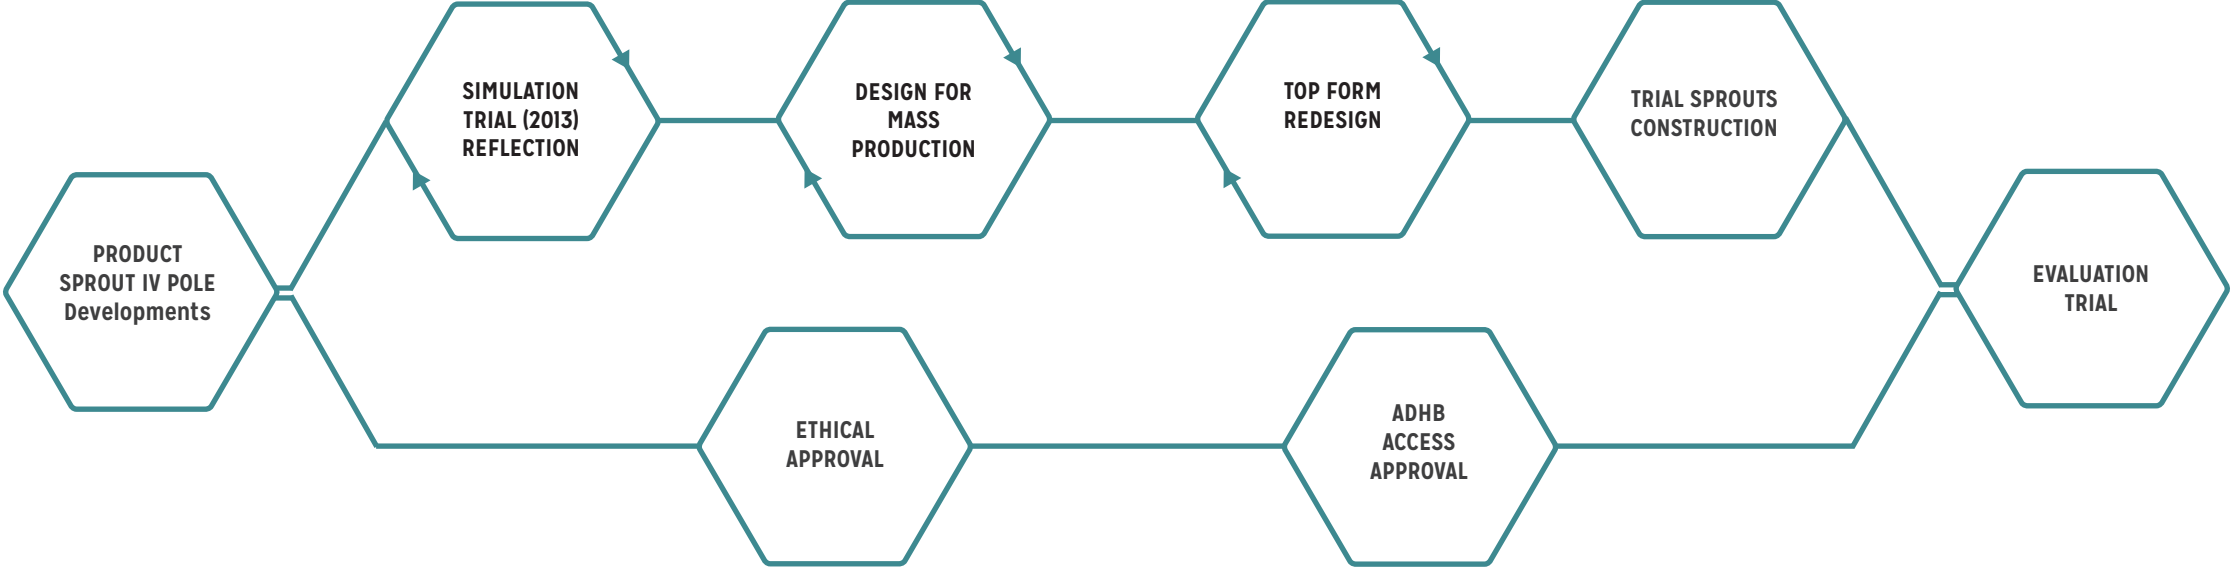 PRODUCT
SPROUT IV POLE
Developments
SIMULATION
TRIAL (2013)
REFLECTION
DESIGN FOR
MASS
PRODUCTION
TOP FORM
REDESIGN
TRIAL SPROUTS
CONSTRUCTION
ETHICAL
APPROVAL
ADHB
ACCESS
APPROVAL
EVALUATION
TRIAL